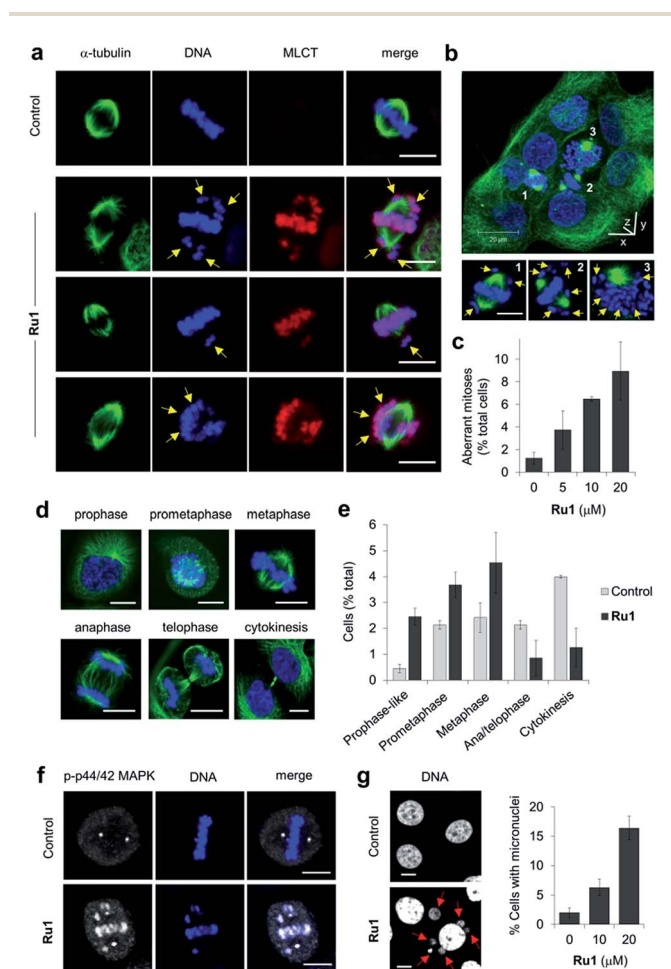 a
α-tubulin DNA MLCT merge
Control
Ru1
b
3
1
2
20 μm
z y
x
1 2 3
c
Aberrant mitoses
(% total cells)
10
8
6
4
2
0
0 5 10 20
Ru1 (μM)
d
prophase prometaphase metaphase
anaphase telophase cytokinesis
e
Cells (% total)
6
5
4
3
2
1
0
Control
Ru1
Prophase-like
Prometaphase
Metaphase
Ana/telophase
Cytokinesis
f
p-p44/42 MAPK DNA merge
Control
Ru1
g
DNA
Control
Ru1
% Cells with micronuclei
20
15
10
5
0
0 10 20
Ru1 (μM)